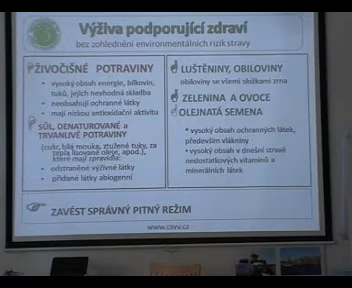 Výživa podporující zdraví
bez zohlednění environmentálních rizik stravy
ŽIVOČIŠNÉ POTRAVINY
• vysoký obsah energie, bílkovin,
tuků, jejich nevhodná skladba
• neobsahují ochranné látky
• mají nízkou antioxidační aktivitu
SŮL, DENATUROVANÉ a
TRVANLIVÉ POTRAVINY
(cukr, bílá mouka, ztužené tuky, za
tepla lisované oleje, apod.),
které mají zpravidla:
• odstraněné výživné látky
• přidané látky abiogenní
LUŠTĚNINY, OBILOVINY
obiloviny se všemi složkami zrna
ZELENINA A OVOCE
OLEJNATÁ SEMENA
• vysoký obsah ochranných látek,
především vlákniny
• vysoký obsah v dnešní stravě
nedostatkových vitaminů a
minerálních látek
ZAVÉST SPRÁVNÝ PITNÝ REŽIM
www.csvv.cz